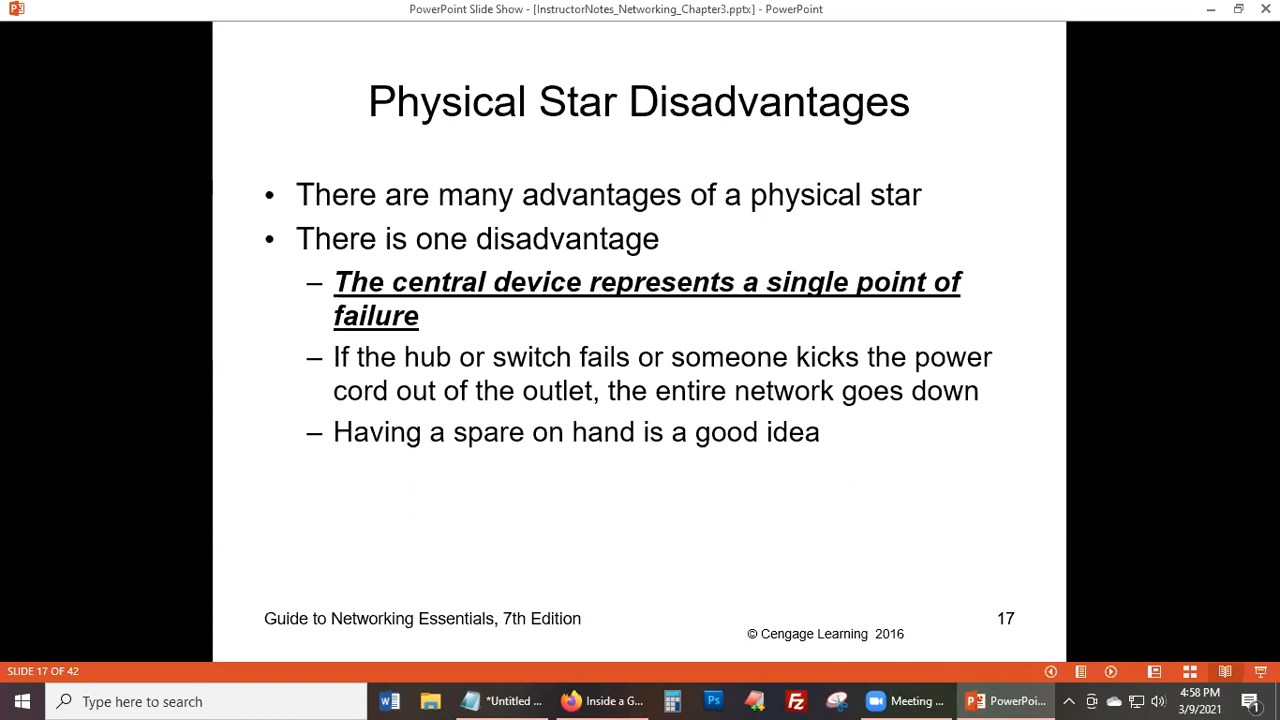 PowerPoint Slide Show - [InstructorNotes_Networking_Chapter3.pptx] - PowerPoint
Physical Star Disadvantages
• There are many advantages of a physical star
• There is one disadvantage
– The central device represents a single point of
failure
– If the hub or switch fails or someone kicks the power
cord out of the outlet, the entire network goes down
– Having a spare on hand is a good idea
Guide to Networking Essentials, 7th Edition
17
© Cengage Learning 2016
SLIDE 17 OF 42
Type here to search
*Untitled ...
Inside a G...
Meeting ...
PowerPoi...
4:58 PM
3/9/2021
1